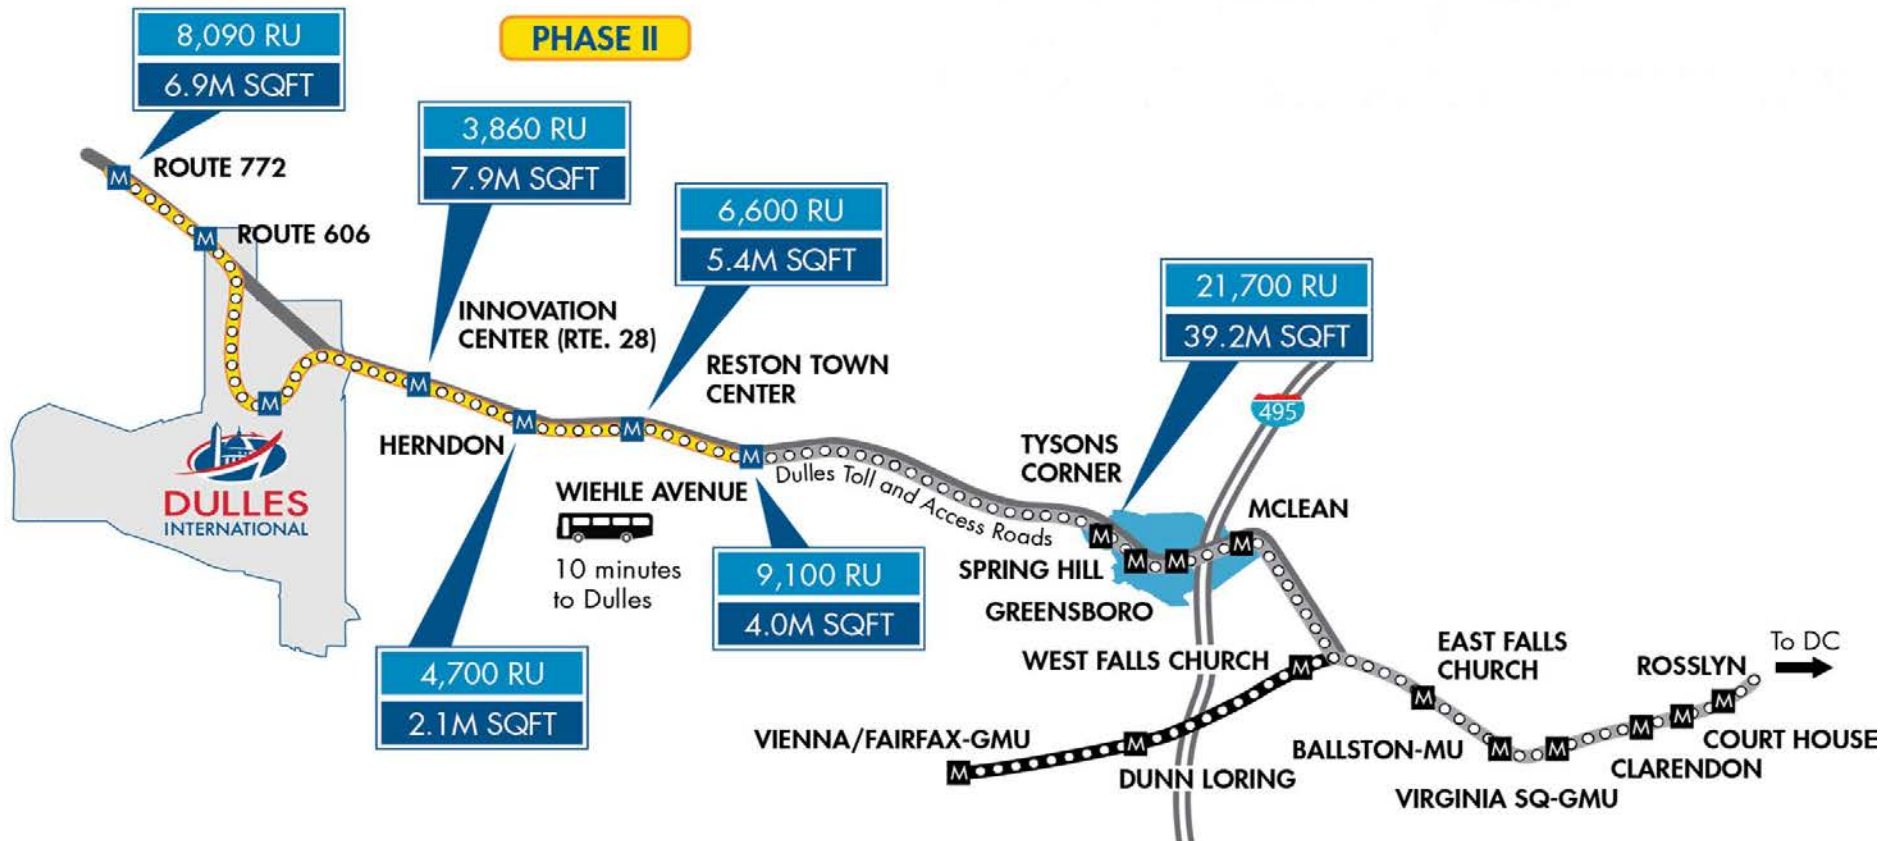 8,090 RU
6.9M SQFT
PHASE II
3,860 RU
7.9M SQFT
M
ROUTE 772
6,600 RU
5.4M SQFT
M
ROUTE 606
21,700 RU
39.2M SQFT
INNOVATION
CENTER (RTE. 28)
RESTON TOWN
CENTER
M
M
495
HERNDON
M
M
TYSONS
CORNER
M
Dulles Toll and Access Roads
DULLES
INTERNATIONAL
WIEHLE AVENUE
10 minutes
to Dulles
MCLEAN
M
M
M
M
SPRING HILL
GREENSBORO
9,100 RU
4.0M SQFT
4,700 RU
2.1M SQFT
WEST FALLS CHURCH
M
EAST FALLS
CHURCH
M
ROSSLYN
To DC
M
M
M
COURT HOUSE
CLARENDON
VIENNA/FAIRFAX-GMU
M
M
DUNN LORING
BALLSTON-MU
M
M
VIRGINIA SQ-GMU